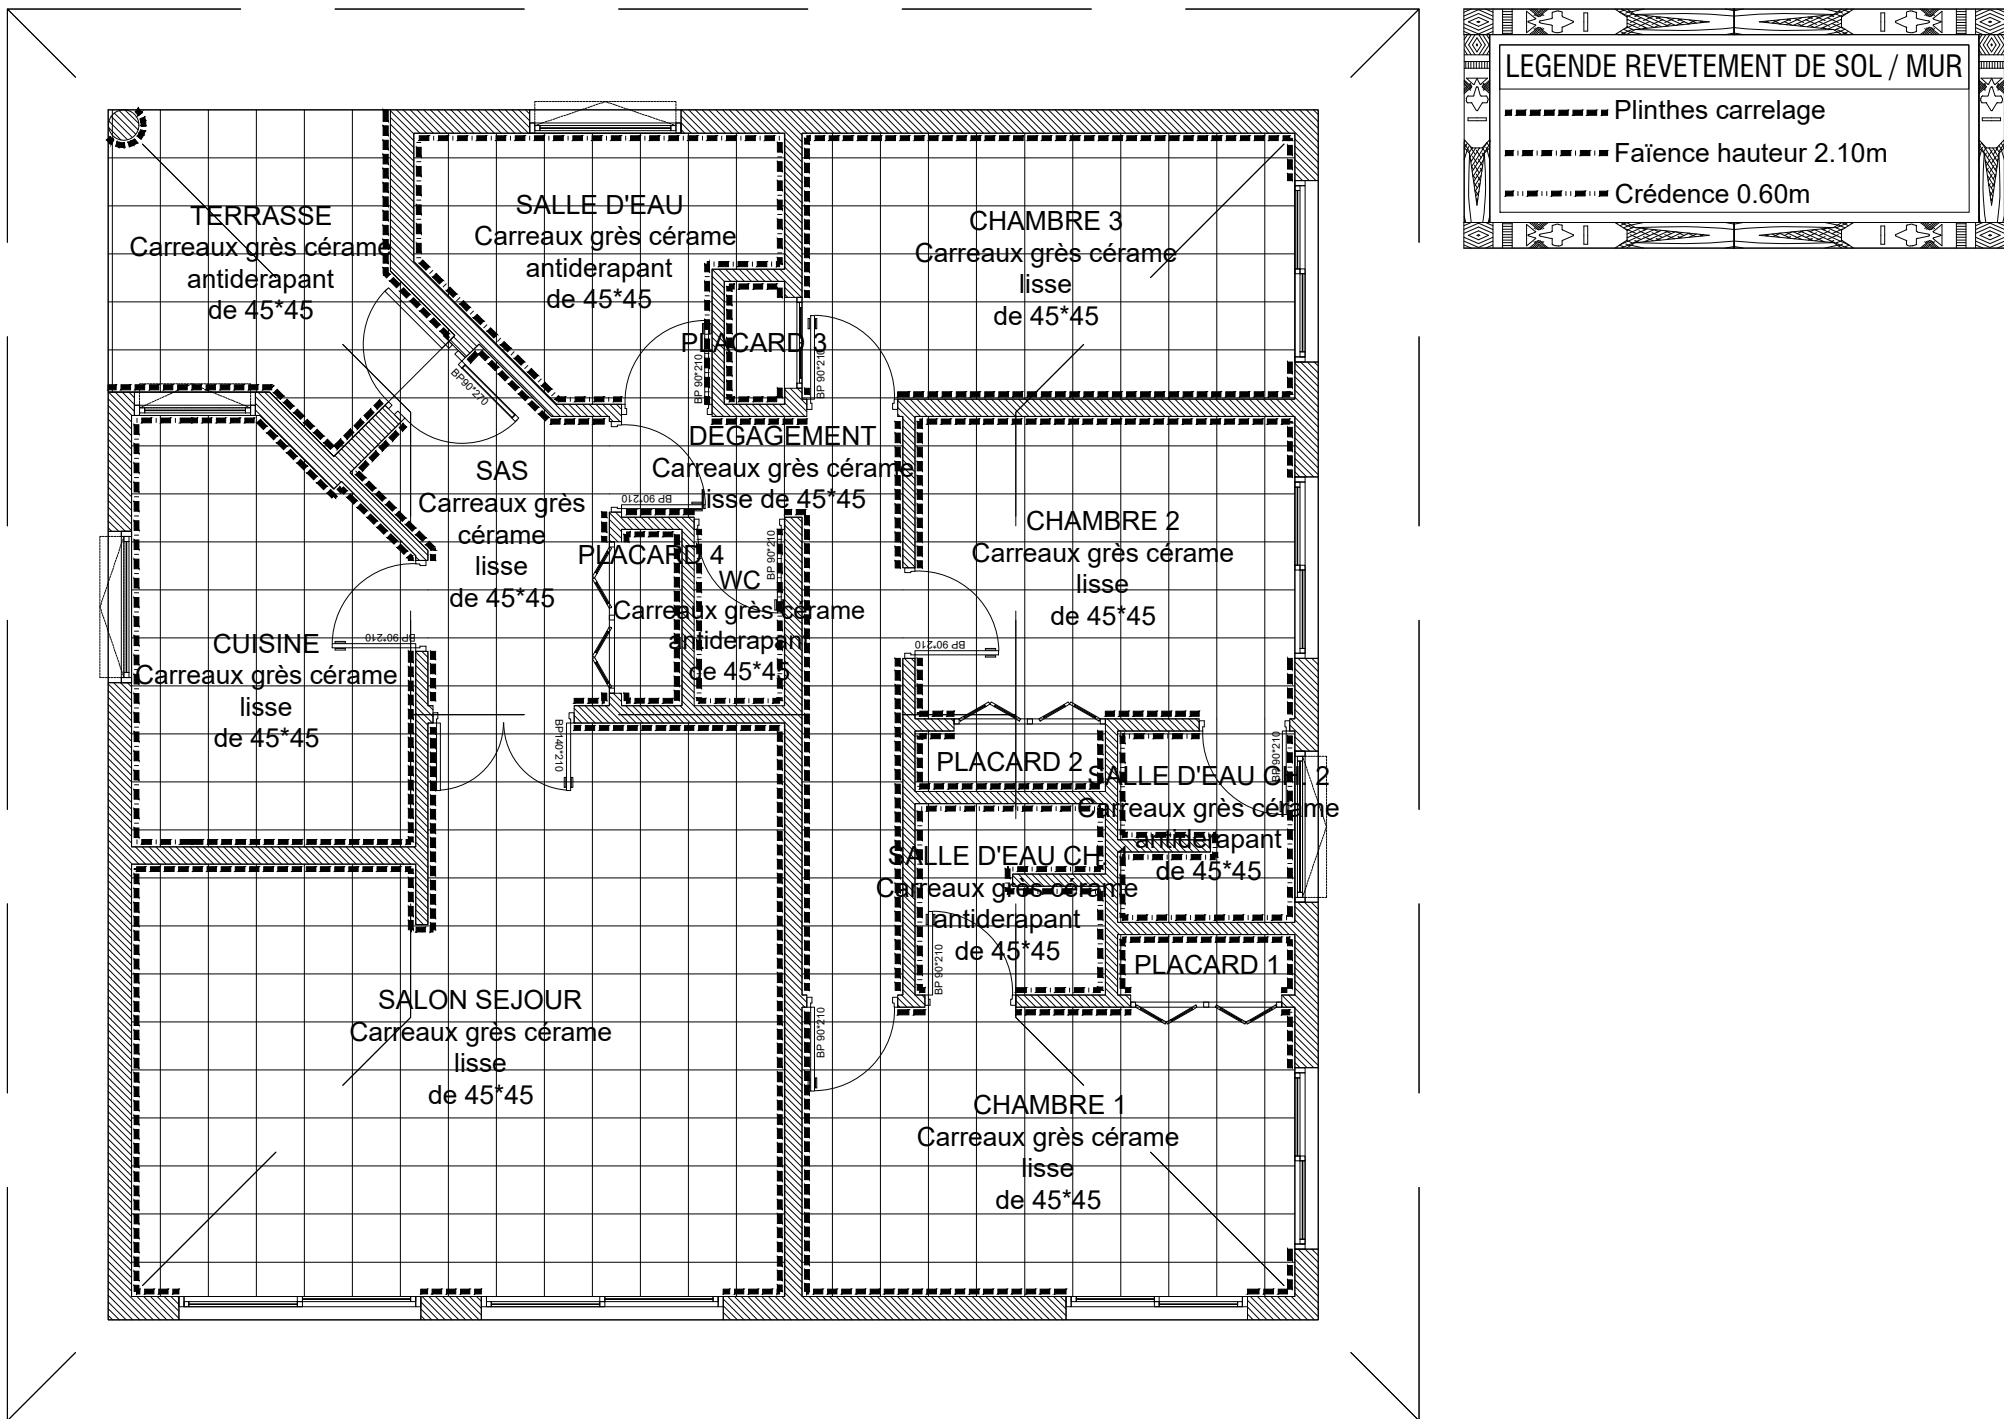 LEGENDE REVETEMENT DE SOL / MUR
Plinthes carrelage
Faïence hauteur 2.10m
Crédence 0.60m
TERRASSE
Carreaux grès cérame
antiderapant
de 45*45
SALLE D'EAU
Carreaux grès cérame
antiderapant
de 45*45
CHAMBRE 3
Carreaux grès cérame
lisse
de 45*45
PLACARD 3
BP 90*210
BP 90*210
BP90*270
DEGAGEMENT
Carreaux grès cérame
lisse de 45*45
SAS
Carreaux grès
cérame
lisse
de 45*45
BP 90*210
PLACARD 4
BP 90*210
WC
Carreaux grès cérame
antiderapant
de 45*45
CHAMBRE 2
Carreaux grès cérame
lisse
de 45*45
BP 90*210
CUISINE
Carreaux grès cérame
lisse
de 45*45
BP 90*210
BP140*210
PLACARD 2
SALLE D'EAU CH 2
Carreaux grès cérame
antiderapant
de 45*45
BP 90*210
SALLE D'EAU CH
Carreaux grès cérame
antiderapant
de 45*45
BP 90*210
PLACARD 1
SALON SEJOUR
Carreaux grès cérame
lisse
de 45*45
BP 90*210
CHAMBRE 1
Carreaux grès cérame
lisse
de 45*45